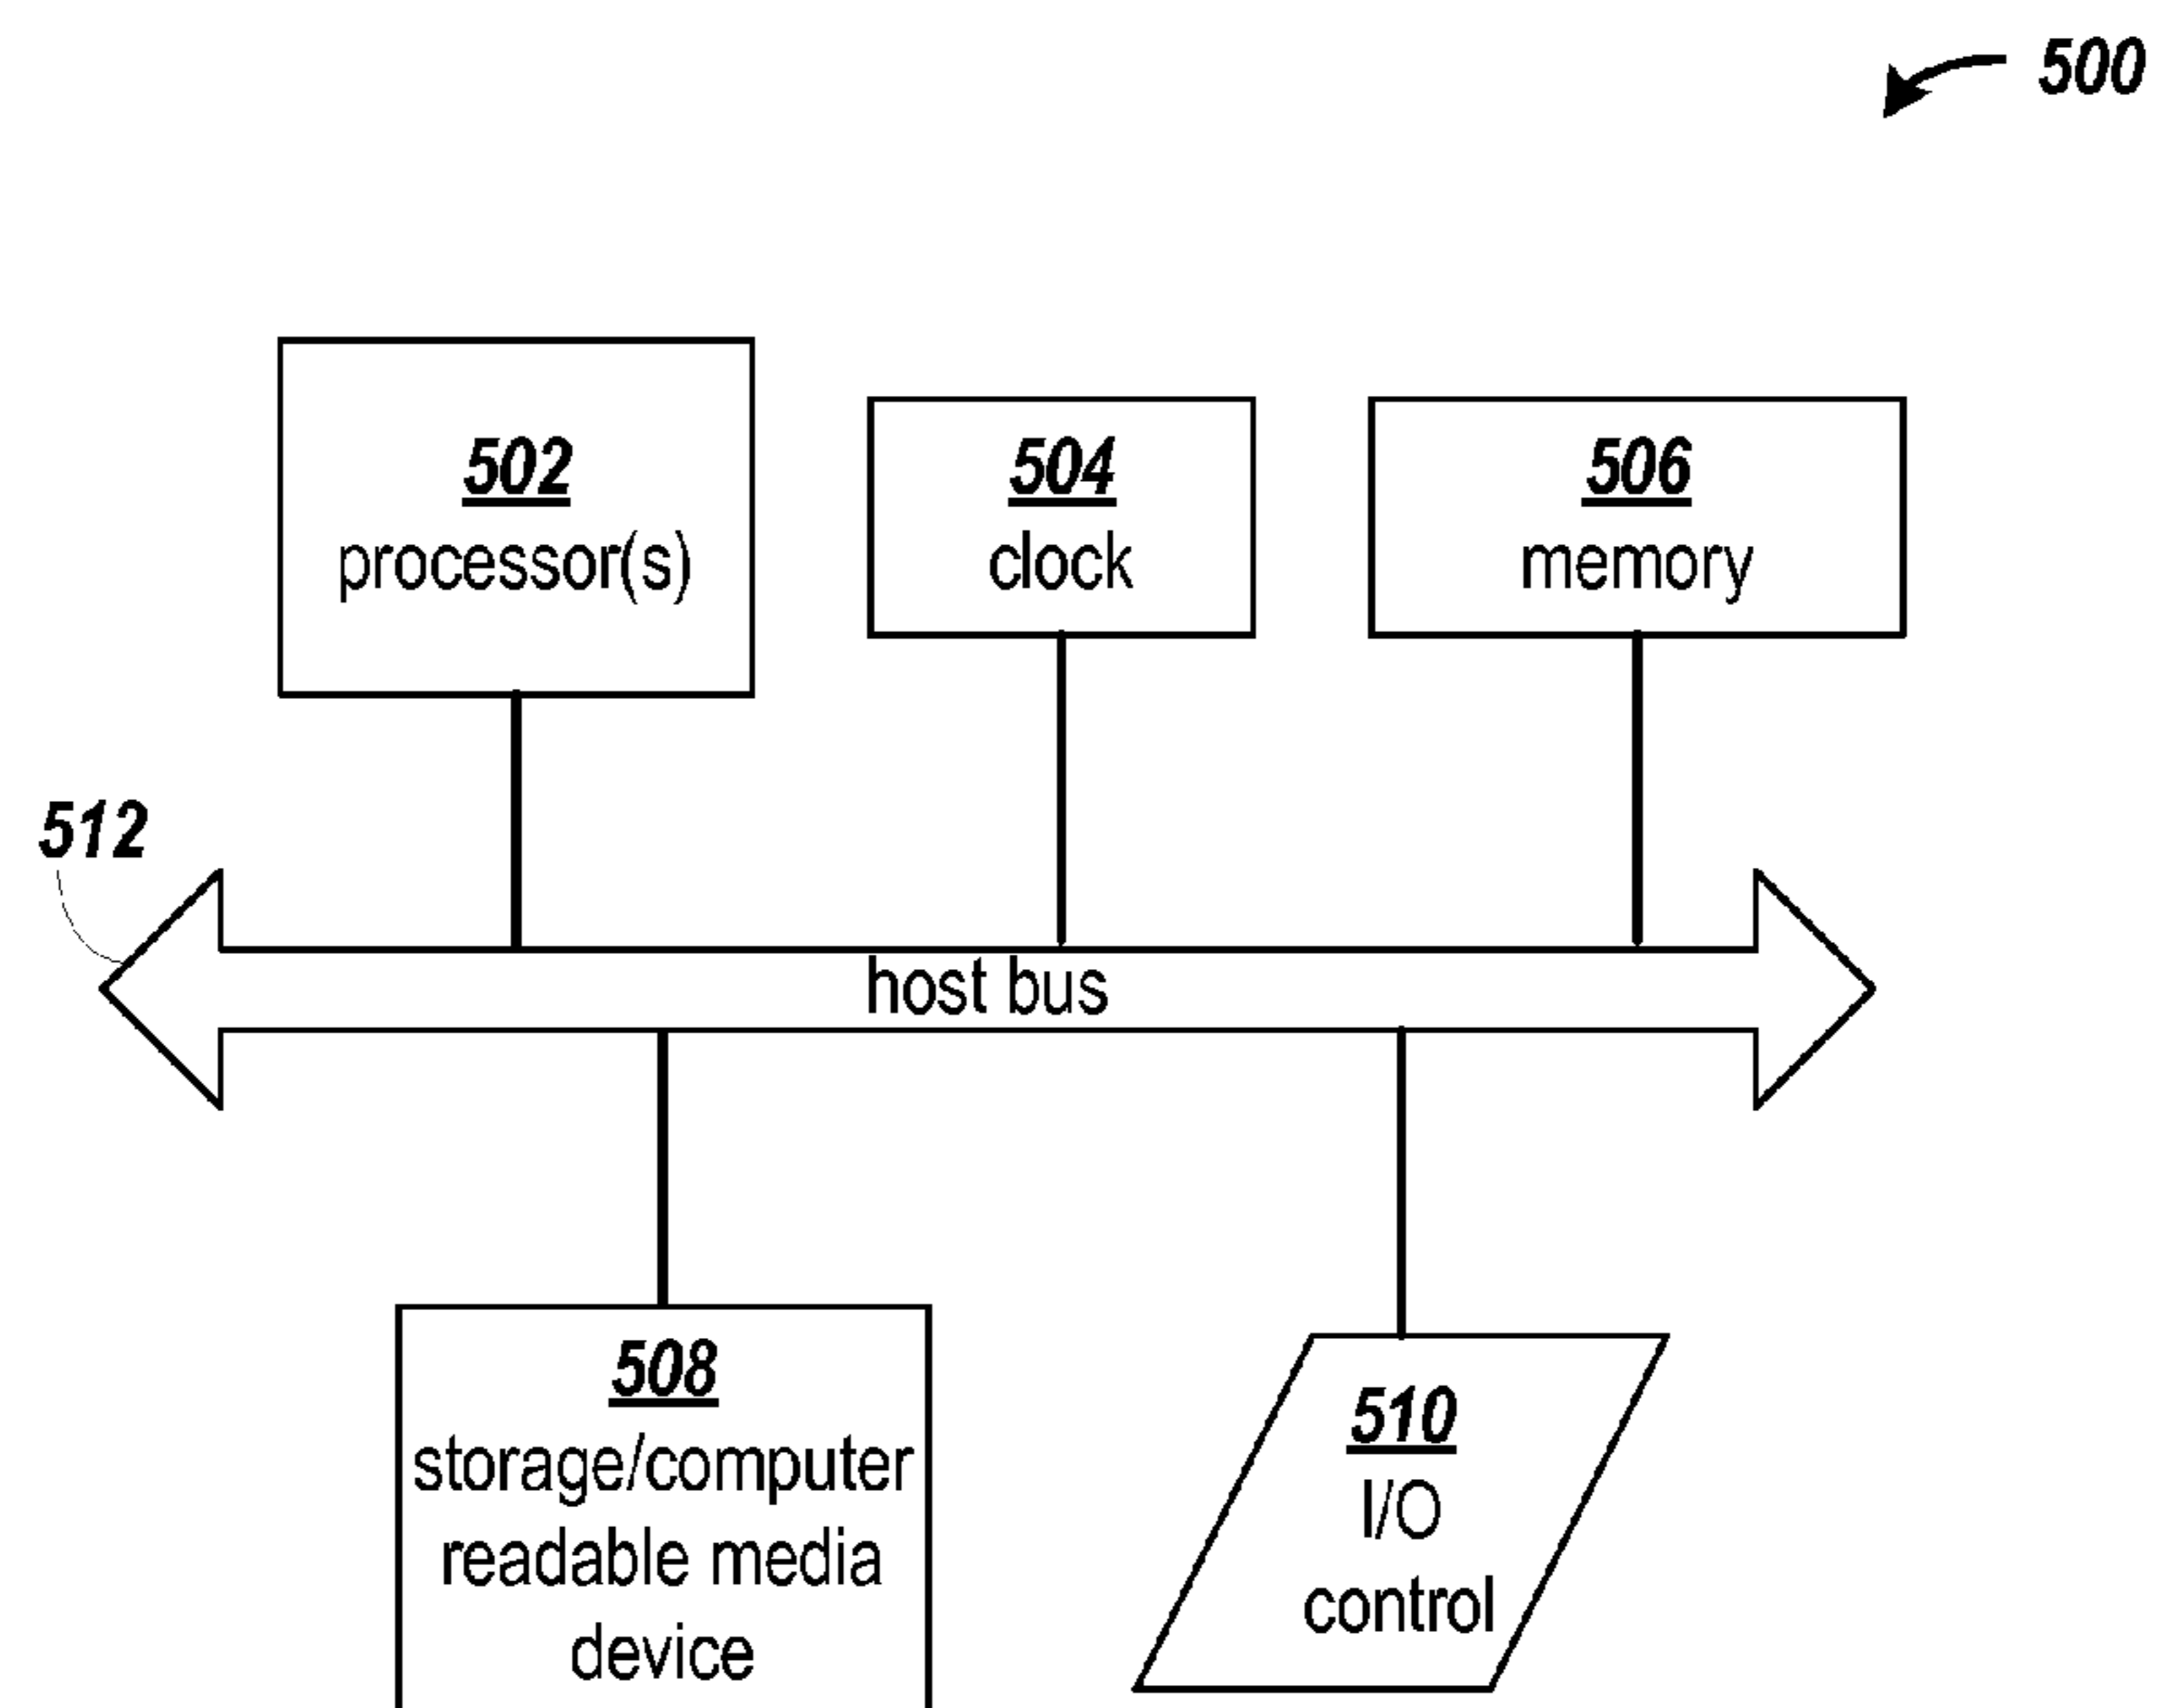 500
502
processor(s)
504
clock
506
memory
512
host bus
508
storage/computer
readable media
device
510
I/O
control